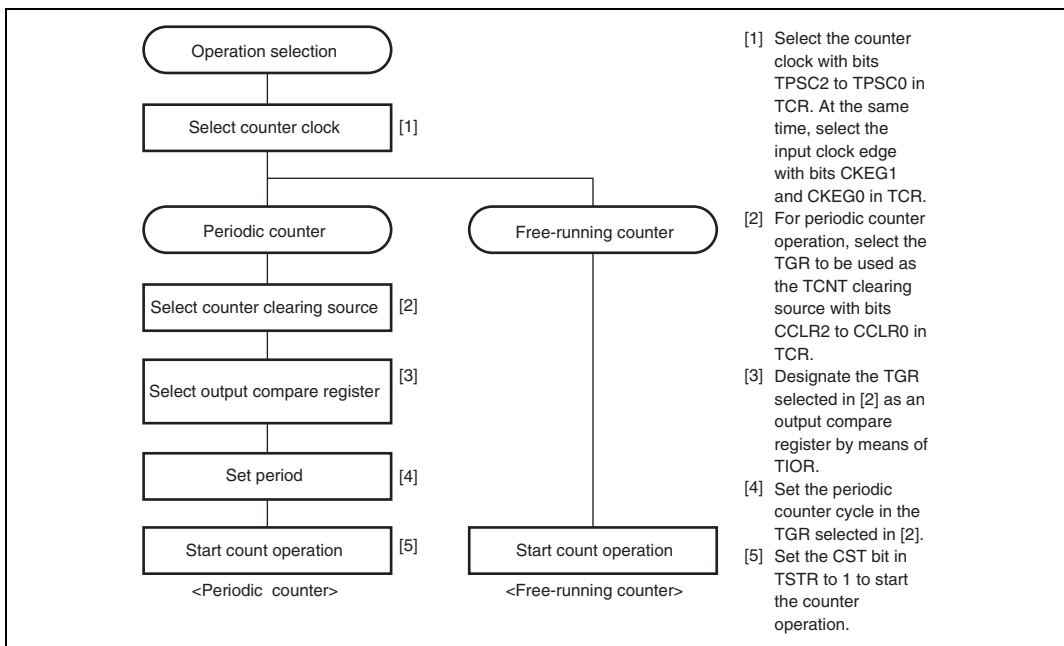 Operation selection
Select counter clock
[1]
Periodic counter
Free-running counter
Select counter clearing source
[2]
Select output compare register
[3]
Set period
[4]
Start count operation
[5]
Start count operation
<Periodic counter>
<Free-running counter>
[1] Select the counter
clock with bits
TPSC2 to TPSC0 in
TCR. At the same
time, select the
input clock edge
with bits CKEG1
and CKEG0 in TCR.
[2] For periodic counter
operation, select the
TGR to be used as
the TCNT clearing
source with bits
CCLR2 to CCLR0 in
TCR.
[3] Designate the TGR
selected in [2] as an
output compare
register by means of
TIOR.
[4] Set the periodic
counter cycle in the
TGR selected in [2].
[5] Set the CST bit in
TSTR to 1 to start
the counter
operation.